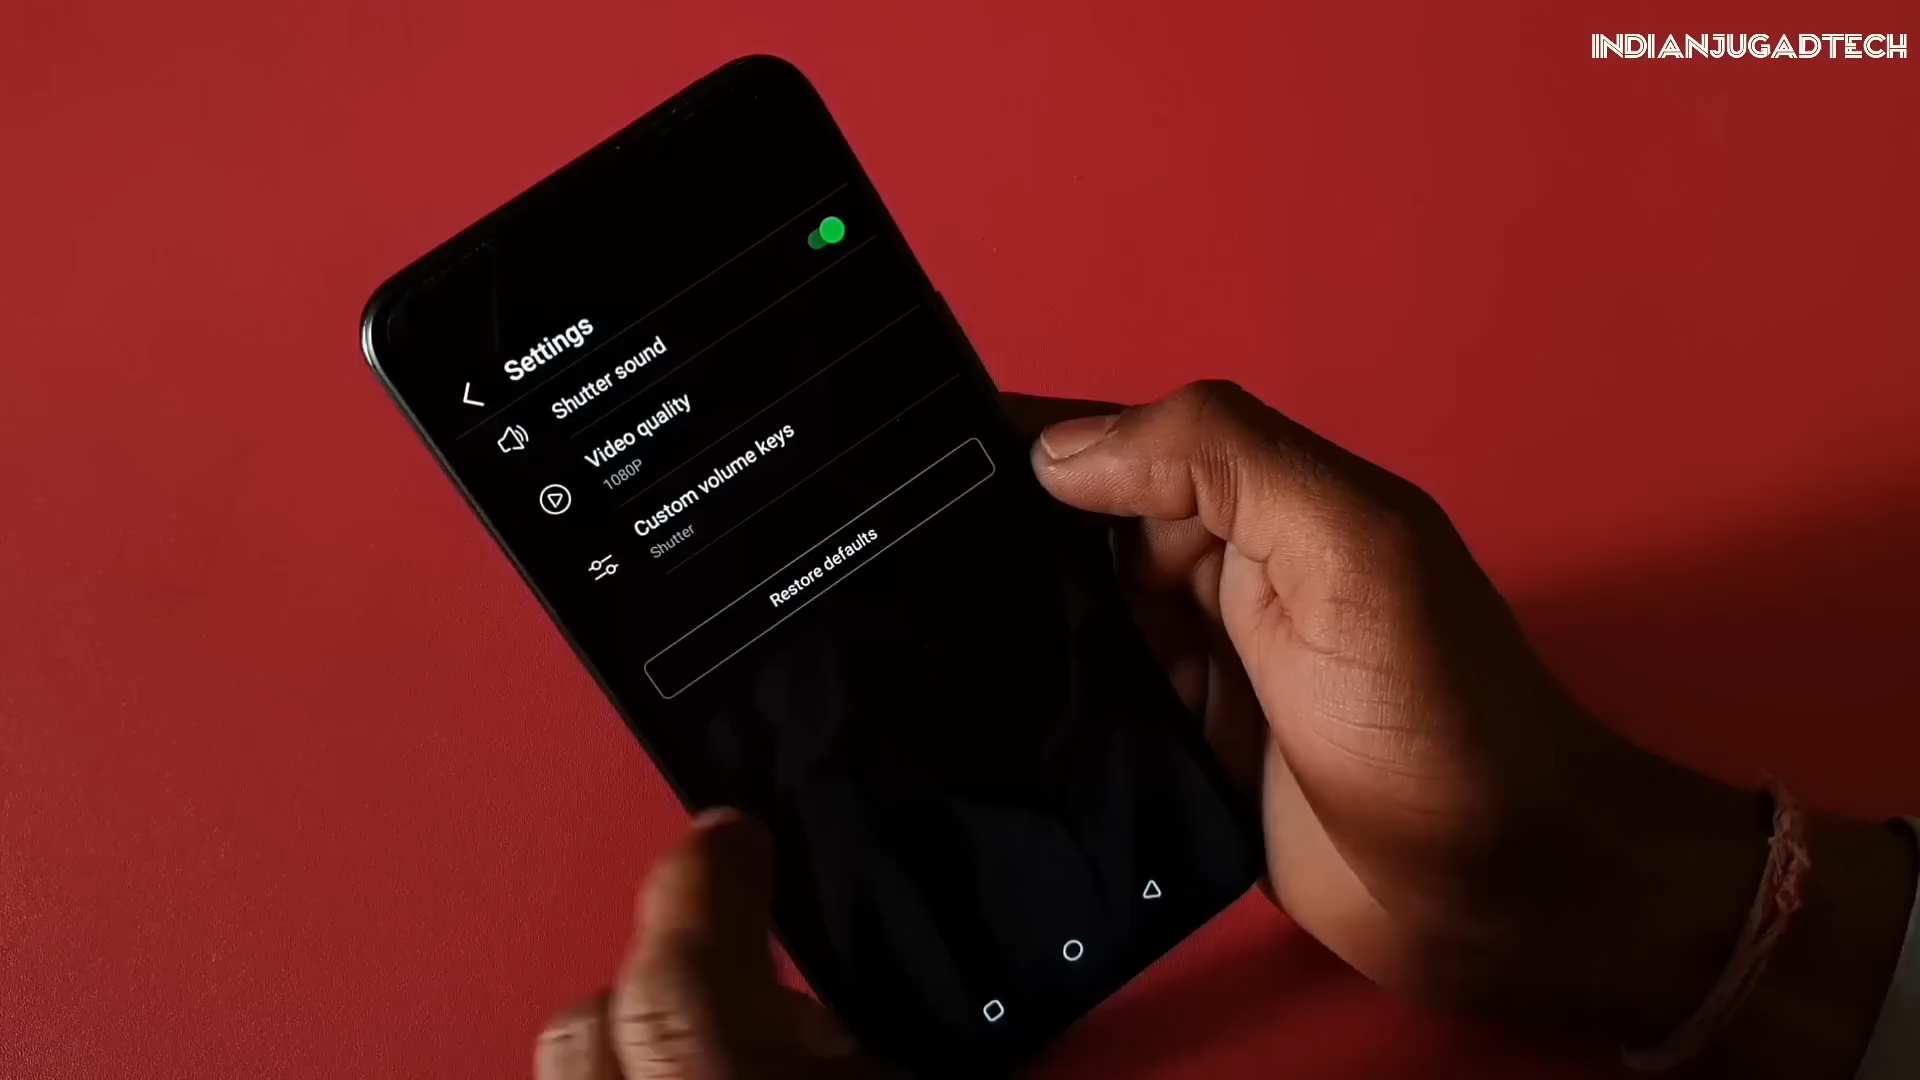 INDIANJUGADTECH
Settings
Shutter sound
Video quality
1080P
Custom volume keys
Shutter
Restore defaults